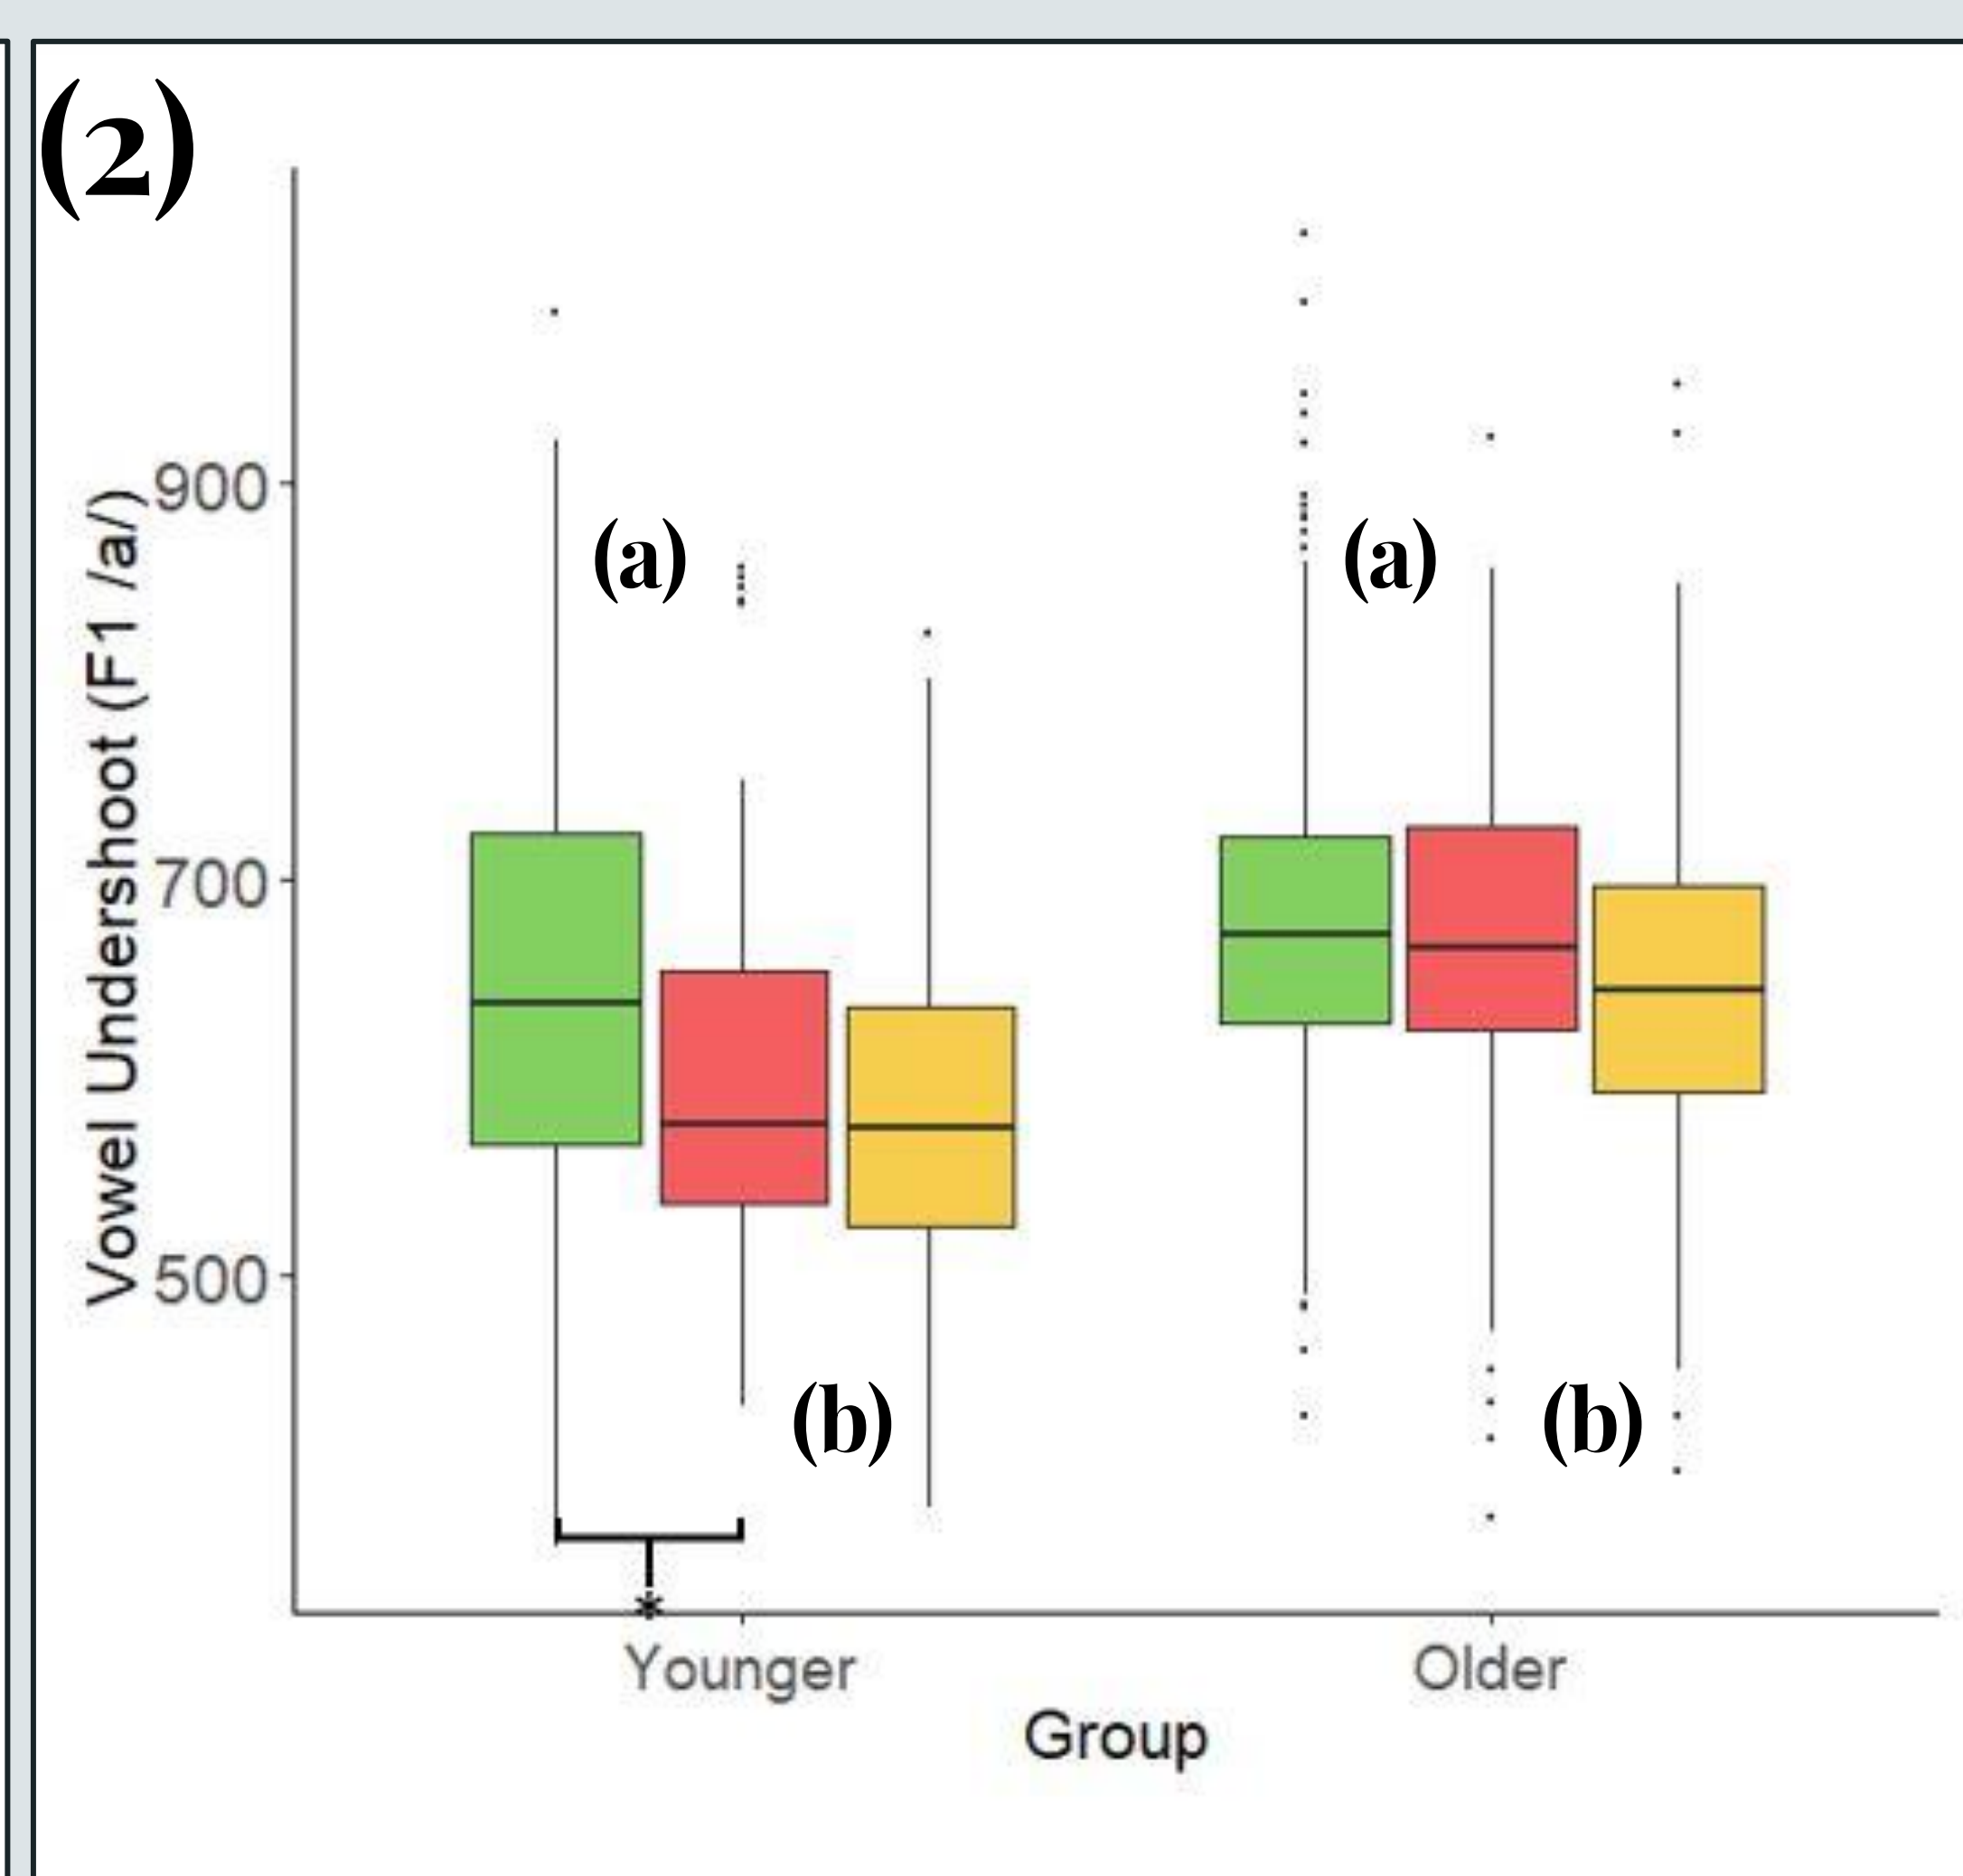 (2)
Vowel Undershoot (F1 /a/)
900
700
500
(a)
(a)
(b)
(b)
*
Younger
Older
Group